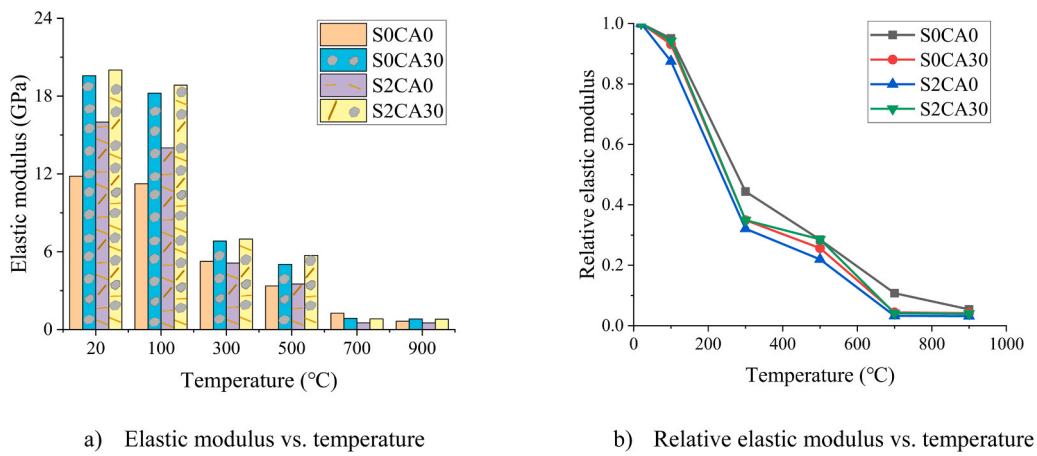 24
18
12
6
0
Elastic modulus (GPa)
S0CA0
S0CA30
S2CA0
S2CA30
20 100 300 500 700 900
Temperature (℃)
a) Elastic modulus vs. temperature
1.0
0.8
0.6
0.4
0.2
0.0
Relative elastic modulus
S0CA0
S0CA30
S2CA0
S2CA30
0 200 400 600 800 1000
Temperature (℃)
b) Relative elastic modulus vs. temperature